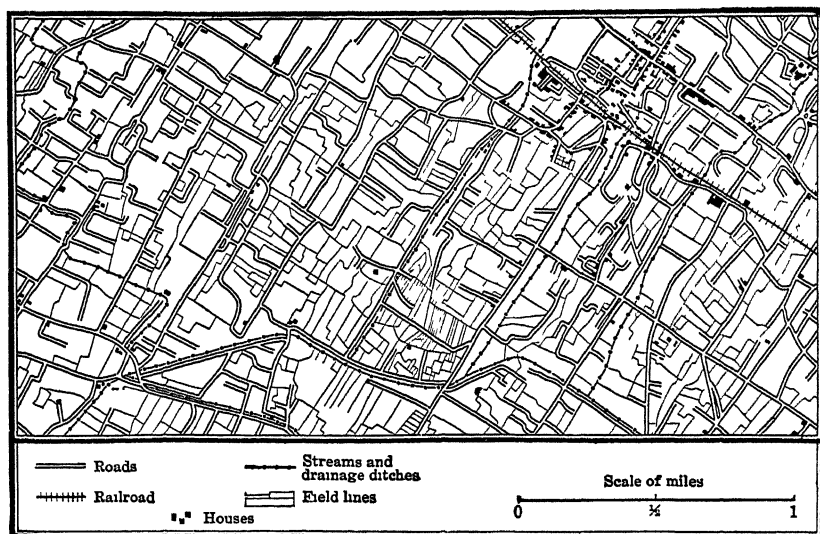 Roads
Streams and
drainage ditches
Railroad
Field lines
Houses
Scale of miles
0 ½ 1